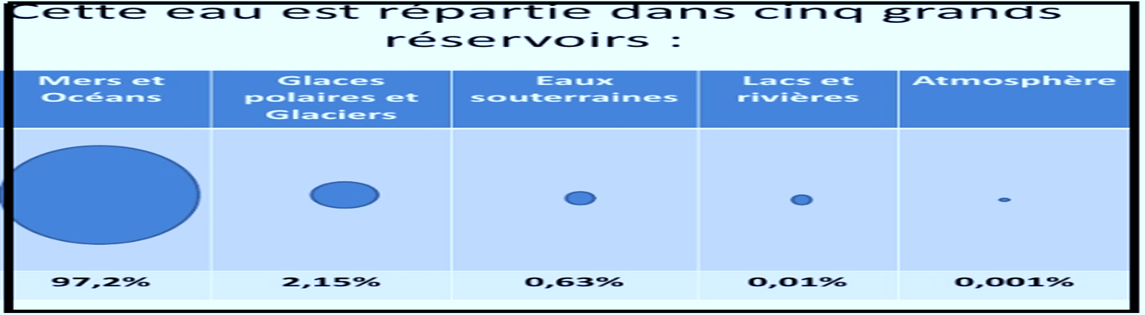 Cette eau est répartie dans cinq grands
réservoirs :
Mers et
Océans
Glaces
polaires et
Glaciers
Eaux
souterraines
Lacs et
rivières
Atmosphère
97,2%
2,15%
0,63%
0,01%
0,001%